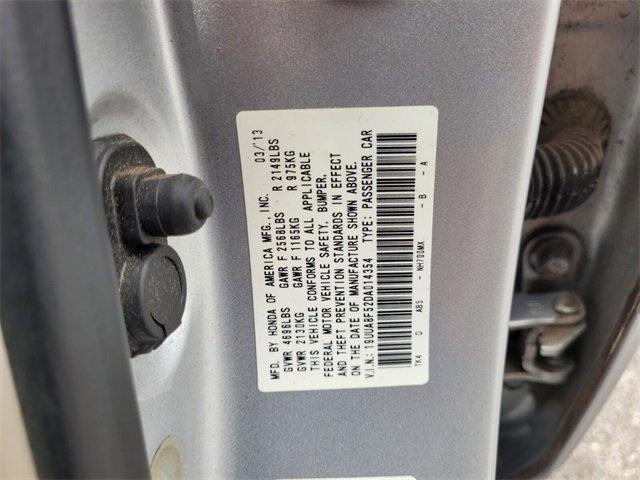 MFD. BY HONDA OF AMERICA MFG., INC. 03/13
GVWR 4696LBS GAWR F 2568LBS R 2149LBS
GVWR 2130KG GAWR F 1165KG R 975KG
THIS VEHICLE CONFORMS TO ALL APPLICABLE
FEDERAL MOTOR VEHICLE SAFETY, BUMPER,
AND THEFT PREVENTION STANDARDS IN EFFECT
ON THE DATE OF MANUFACTURE SHOWN ABOVE.
V.I.N.: 19UUA8F52DA014354 TYPE: PASSENGER CAR
TK4 D AB5 - NH700MX - B - A